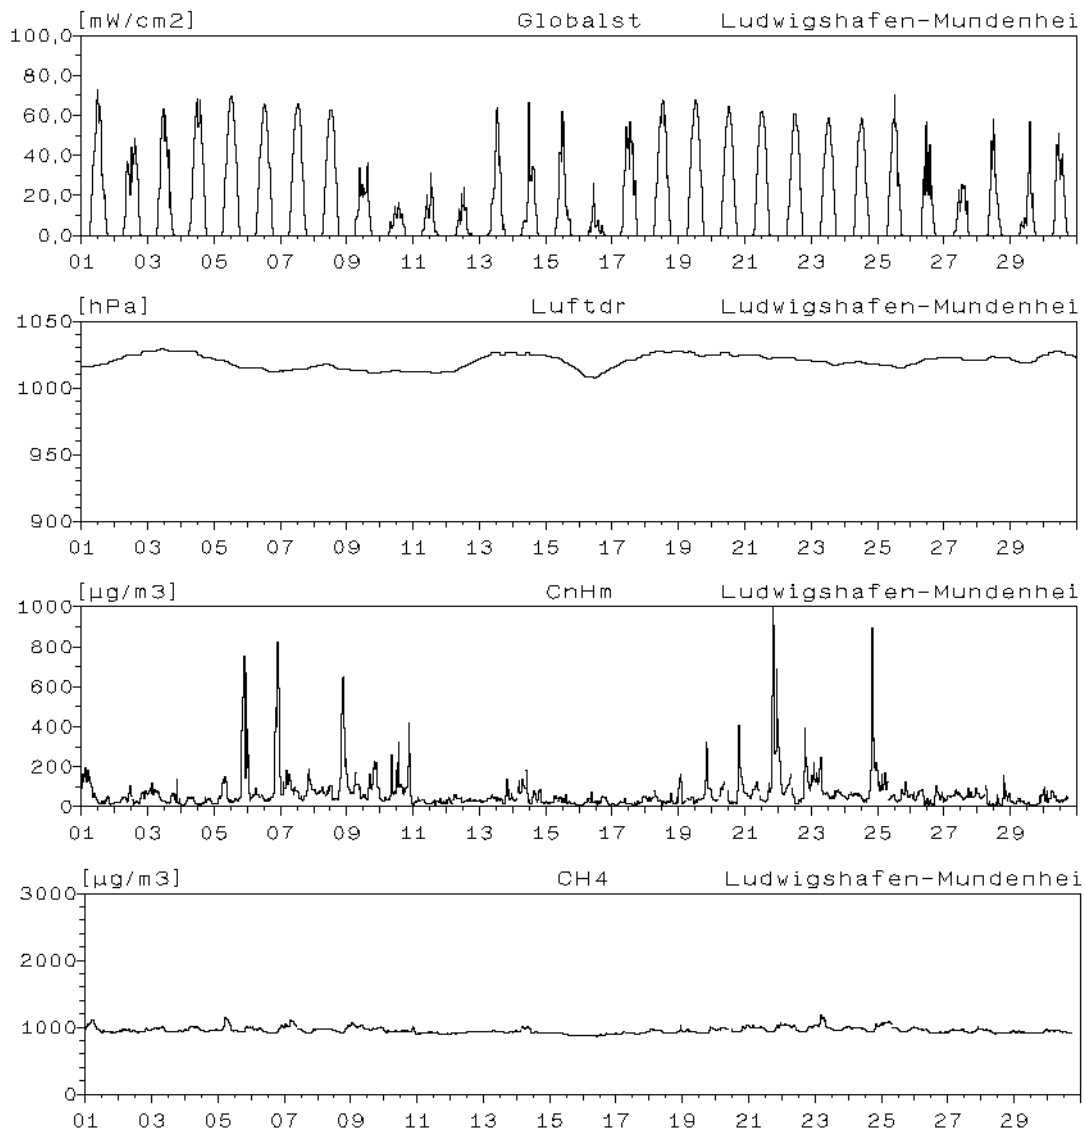 [mW/cm2] Globalst Ludwigshafen-Mundenhei
100,0
80,0
60,0
40,0
20,0
0,0
01 03 05 07 09 11 13 15 17 19 21 23 25 27 29
[hPa] Luftdr Ludwigshafen-Mundenhei
1050
1000
950
900
01 03 05 07 09 11 13 15 17 19 21 23 25 27 29
[µg/m3] CnHm Ludwigshafen-Mundenhei
1000
800
600
400
200
0
01 03 05 07 09 11 13 15 17 19 21 23 25 27 29
[µg/m3] CH4 Ludwigshafen-Mundenhei
3000
2000
1000
0
01 03 05 07 09 11 13 15 17 19 21 23 25 27 29